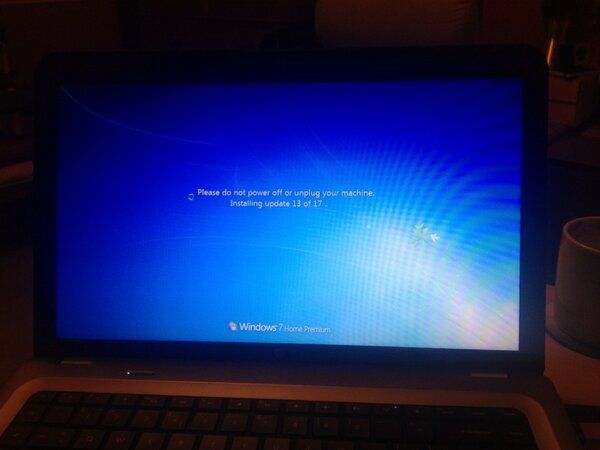 Please do not power off or unplug your machine.
Installing update 13 of 17 .
Windows 7 Home Premium